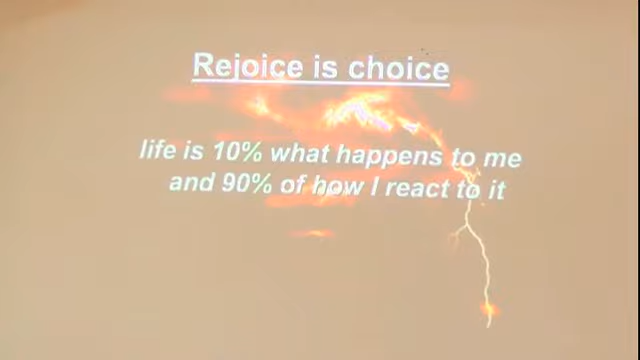 Rejoice is choice
life is 10% what happens to me
and 90% of how I react to it